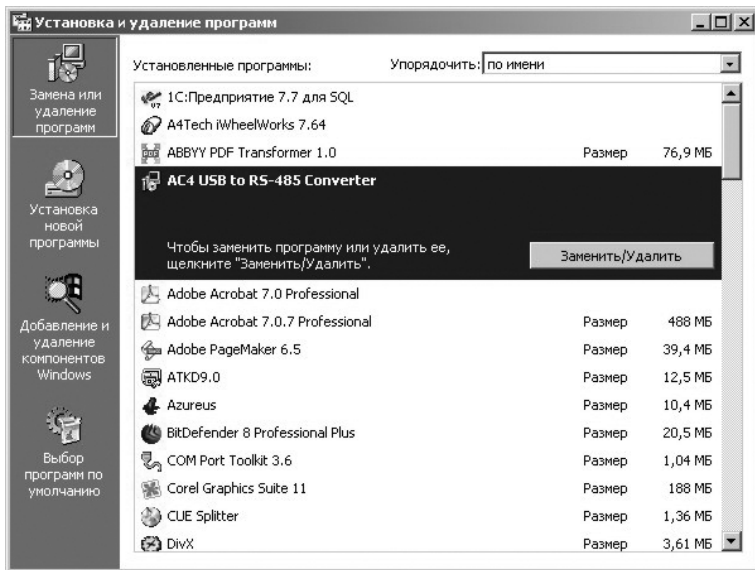 Установка и удаление программ
Замена или
удаление
программ
Установка
новой
программы
Добавление и
удаление
компонентов
Windows
Выбор
программ по
умолчанию
Установленные программы:
Упорядочить: по имени
1С:Предприятие 7.7 для SQL
A4Tech iWheelWorks 7.64
ABBYY PDF Transformer 1.0 Размер 76,9 МБ
AC4 USB to RS-485 Converter
Чтобы заменить программу или удалить ее,
щелкните "Заменить/Удалить".
Заменить/Удалить
Adobe Acrobat 7.0 Professional
Adobe Acrobat 7.0.7 Professional Размер 488 МБ
Adobe PageMaker 6.5 Размер 39,4 МБ
ATKD9.0 Размер 12,5 МБ
Azureus Размер 10,4 МБ
BitDefender 8 Professional Plus Размер 20,5 МБ
COM Port Toolkit 3.6 Размер 1,04 МБ
Corel Graphics Suite 11 Размер 188 МБ
CUE Splitter Размер 1,36 МБ
DivX Размер 3,61 МБ